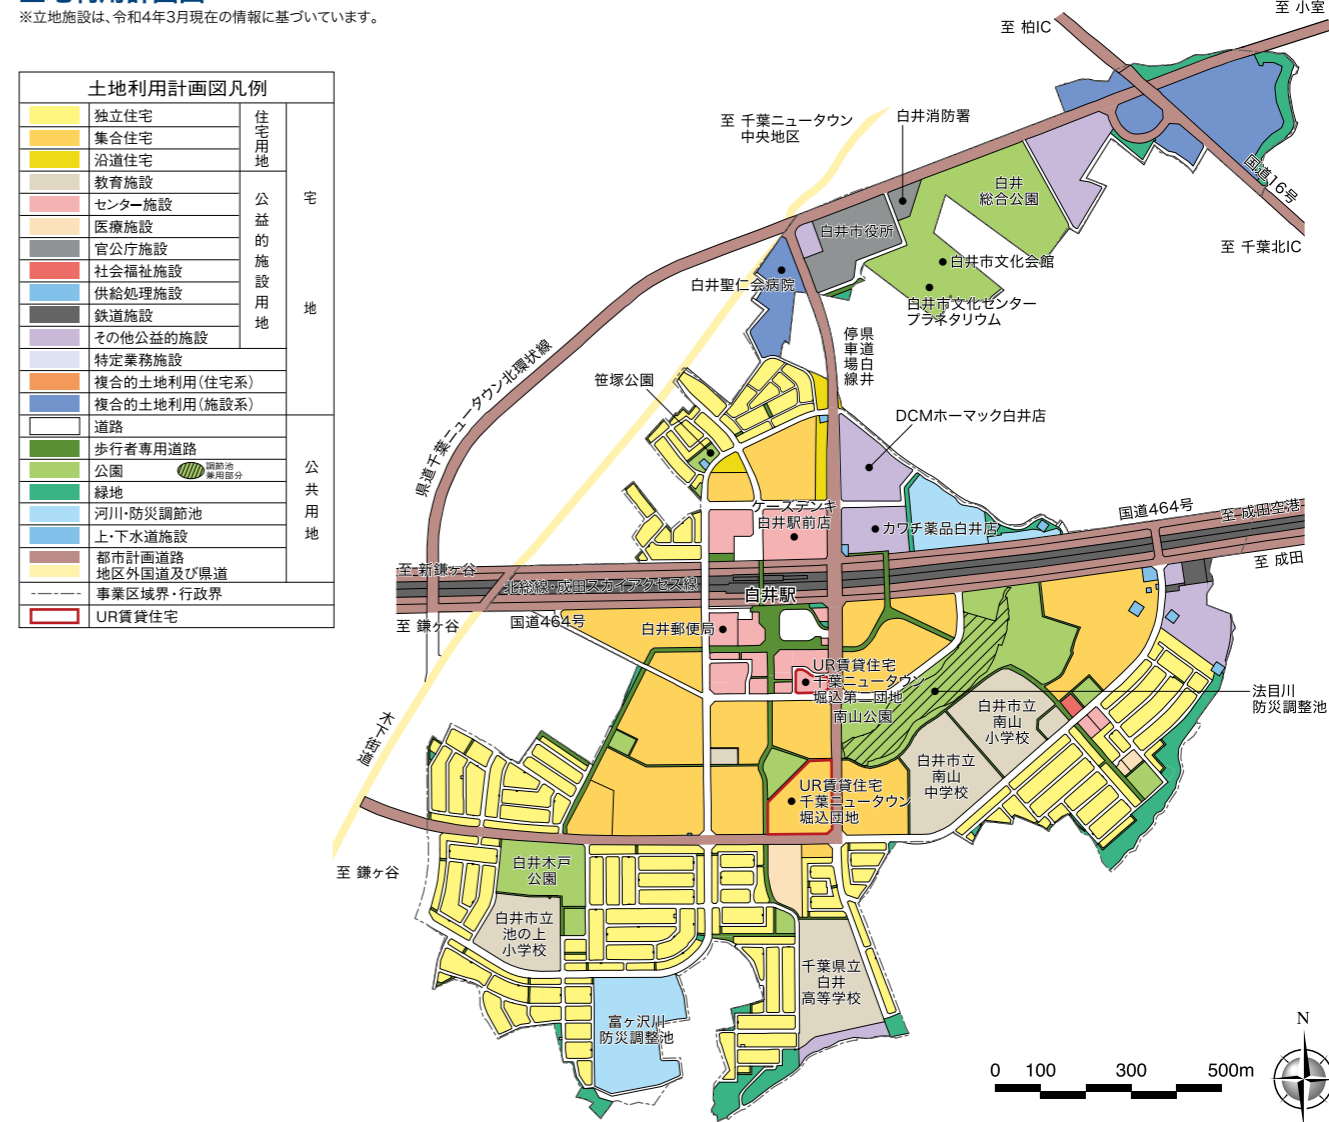 ※立地施設は、令和4年3月現在の情報に基づいています。
土地利用計画図凡例
独立住宅
集合住宅
沿道住宅
教育施設
センター施設
医療施設
官公庁施設
社会福祉施設
供給処理施設
鉄道施設
その他公益的施設
特定業務施設
複合的土地利用(住宅系)
複合的土地利用(施設系)
道路
歩行者専用道路
公園
調節池
兼用部分
緑地
河川・防災調節池
上・下水道施設
都市計画道路
地区外国道及び県道
事業区域界・行政界
UR賃貸住宅
住宅用地
公益的施設用地
宅地
公共用地
至 小室
至 柏IC
至 千葉ニュータウン
中央地区
白井消防署
白井
総合公園
国道16号
至 千葉北IC
白井市役所
白井市文化会館
白井聖仁会病院
白井市文化センター
プラネタリウム
県道白井
停車場線
県道千葉ニュータウン北環状線
笹塚公園
DCMホーマック白井店
ケーズデンキ
白井駅前店
カワチ薬品白井店
国道464号
至 成田空港
至 成田
至 新鎌ヶ谷
北総線・成田スカイアクセス線
白井駅
至 鎌ヶ谷
国道464号
白井郵便局
UR賃貸住宅
千葉ニュータウン
堀込第二団地
南山公園
法目川
防災調整池
白井市立
南山
小学校
白井市立
南山
中学校
木下街道
UR賃貸住宅
千葉ニュータウン
堀込団地
至 鎌ヶ谷
白井木戸
公園
白井市立
池の上
小学校
千葉県立
白井
高等学校
富ヶ沢川
防災調整池
N
0 100 300 500m